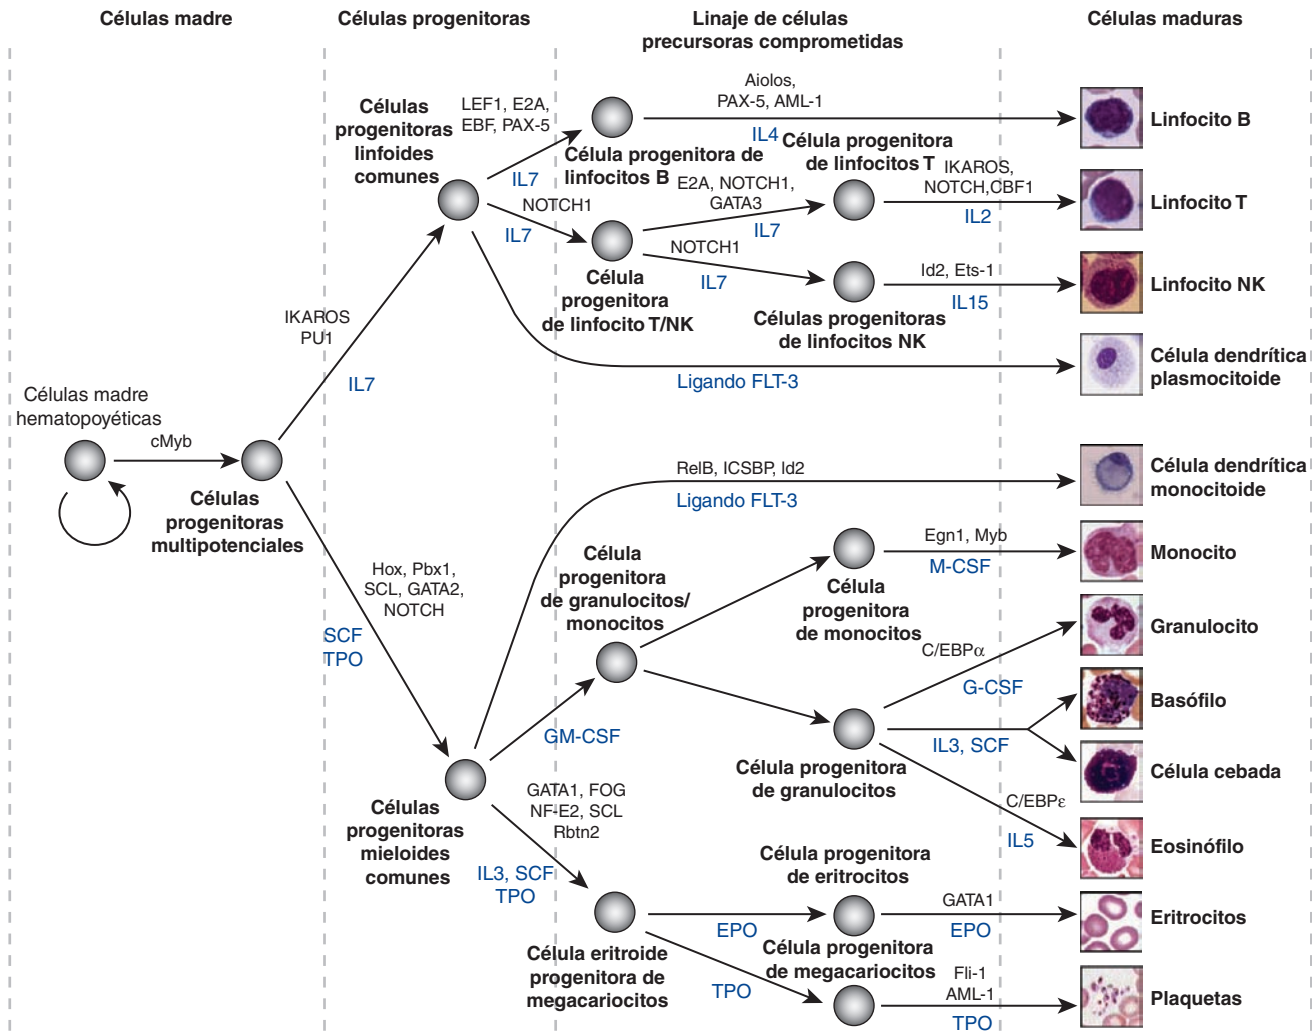 Células madre
Células progenitoras
Linaje de células
precursoras comprometidas
Células maduras
Células
progenitoras
linfoides
comunes
LEF1, E2A,
EBF, PAX-5
IL7
Célula progenitora de
linfocitos B
Aiolos,
PAX-5, AML-1
IL4
Linfocito B
NOTCH1
IL7
Célula
progenitora
de linfocito T/NK
E2A, NOTCH1,
GATA3
IL7
Célula progenitora
de linfocitos T
IKAROS,
NOTCH,CBF1
IL2
Linfocito T
NOTCH1
IL7
Células progenitoras
de linfocitos NK
Id2, Ets-1
IL15
Linfocito NK
Ligando FLT-3
Célula dendrítica
plasmocitoide
IKAROS
PU1
IL7
Células madre
hematopoyéticas
cMyb
Células
progenitoras
multipotenciales
Hox, Pbx1,
SCL, GATA2,
NOTCH
SCF
TPO
RelB, ICSBP, Id2
Ligando FLT-3
Célula dendrítica
monocitoide
Célula
progenitora
de granulocitos/
monocitos
GM-CSF
Célula
progenitora
de monocitos
Egn1, Myb
M-CSF
Monocito
C/EBPα
G-CSF
Granulocito
Célula progenitora
de granulocitos
IL3, SCF
Basófilo
Célula cebada
C/EBPε
IL5
Eosinófilo
Células
progenitoras
mieloides
comunes
GATA1, FOG
NF-E2, SCL
Rbtn2
IL3, SCF
TPO
Célula eritroide
progenitora de
megacariocitos
EPO
Célula progenitora
de eritrocitos
GATA1
EPO
Eritrocitos
TPO
Célula progenitora
de megacariocitos
Fli-1
AML-1
TPO
Plaquetas